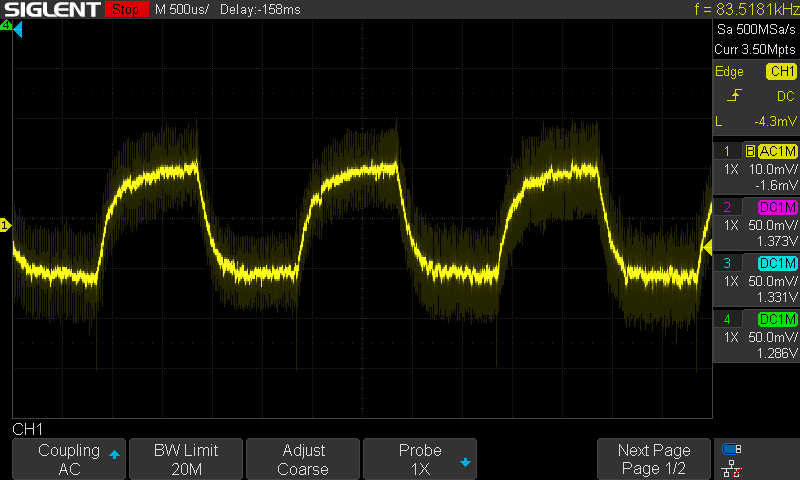 SIGLENT Stop M 500us/ Delay:-158ms f = 83.5181kHz
Sa 500MSa/s
Curr 3.50Mpts
Edge CH1
DC
L -4.3mV
1 B AC1M
1X 10.0mV/
-1.6mV
2 DC1M
1X 50.0mV/
1.373V
3 DC1M
1X 50.0mV/
1.331V
4 DC1M
1X 50.0mV/
1.286V
4
1
CH1
Coupling
AC
BW Limit
20M
Adjust
Coarse
Probe
1X
Next Page
Page 1/2